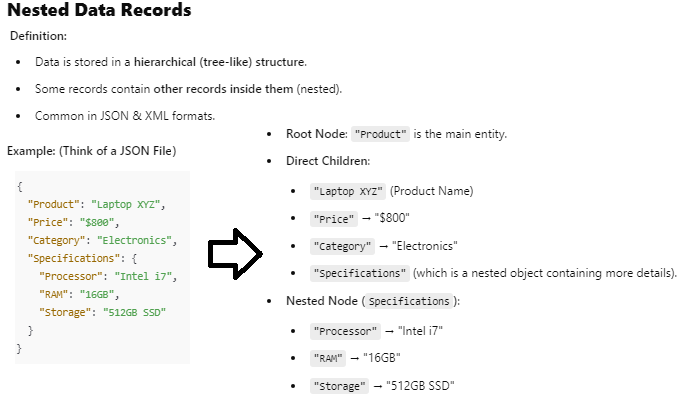 Nested Data Records
Definition:
• Data is stored in a hierarchical (tree-like) structure.
• Some records contain other records inside them (nested).
• Common in JSON & XML formats.
Example: (Think of a JSON File)
{
"Product": "Laptop XYZ",
"Price": "$800",
"Category": "Electronics",
"Specifications": {
"Processor": "Intel i7",
"RAM": "16GB",
"Storage": "512GB SSD"
}
}
• Root Node: "Product" is the main entity.
• Direct Children:
• "Laptop XYZ" (Product Name)
• "Price" → "$800"
• "Category" → "Electronics"
• "Specifications" (which is a nested object containing more details).
• Nested Node ( Specifications ):
• "Processor" → "Intel i7"
• "RAM" → "16GB"
• "Storage" → "512GB SSD"